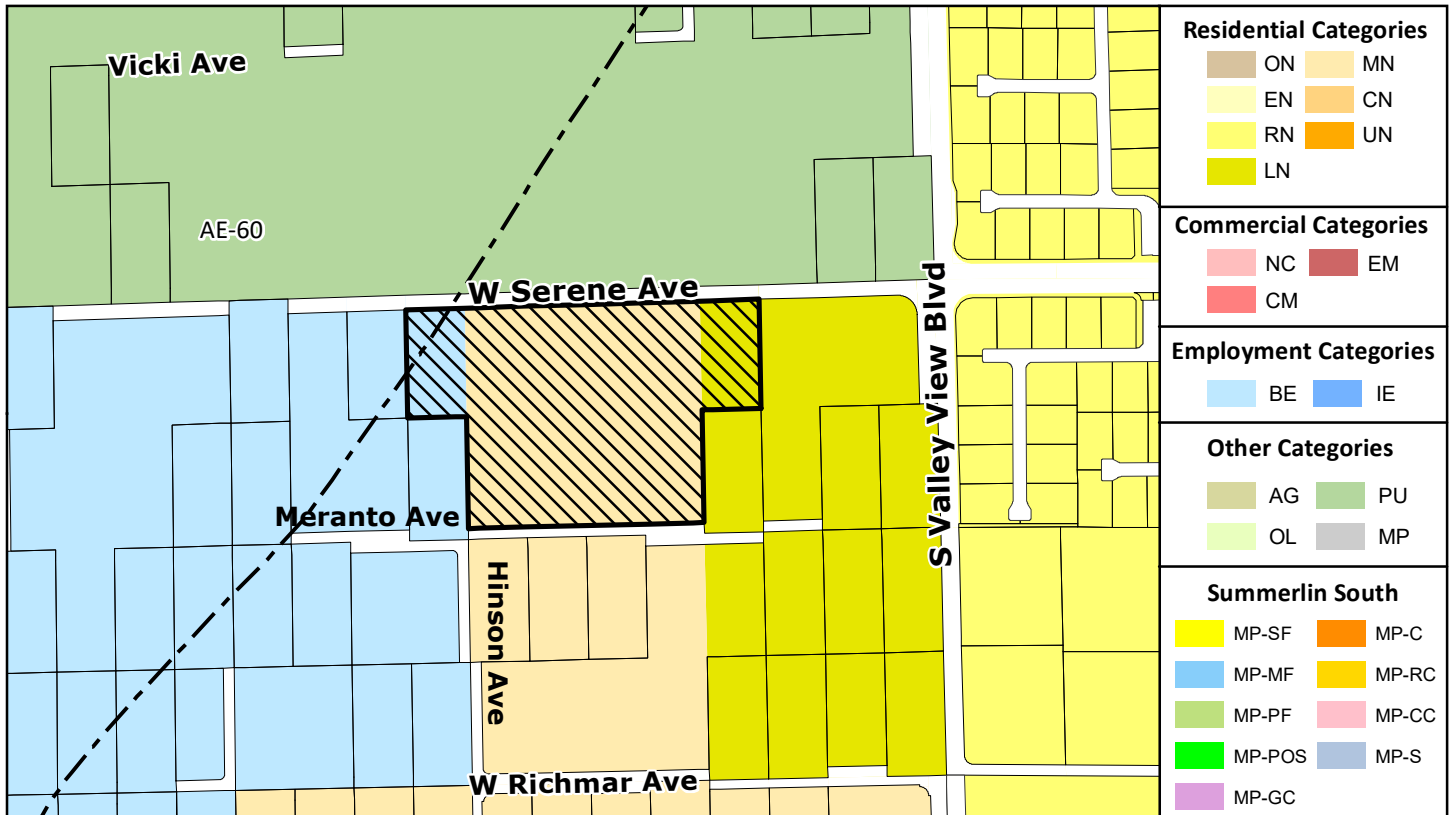 Vicki Ave
AE-60
W Serene Ave
S Valley View Blvd
Meranto Ave
Hinson Ave
W Richmar Ave
Residential Categories
ON MN
EN CN
RN UN
LN
Commercial Categories
NC EM
CM
Employment Categories
BE IE
Other Categories
AG PU
OL MP
Summerlin South
MP-SF MP-C
MP-MF MP-RC
MP-PF MP-CC
MP-POS MP-S
MP-GC